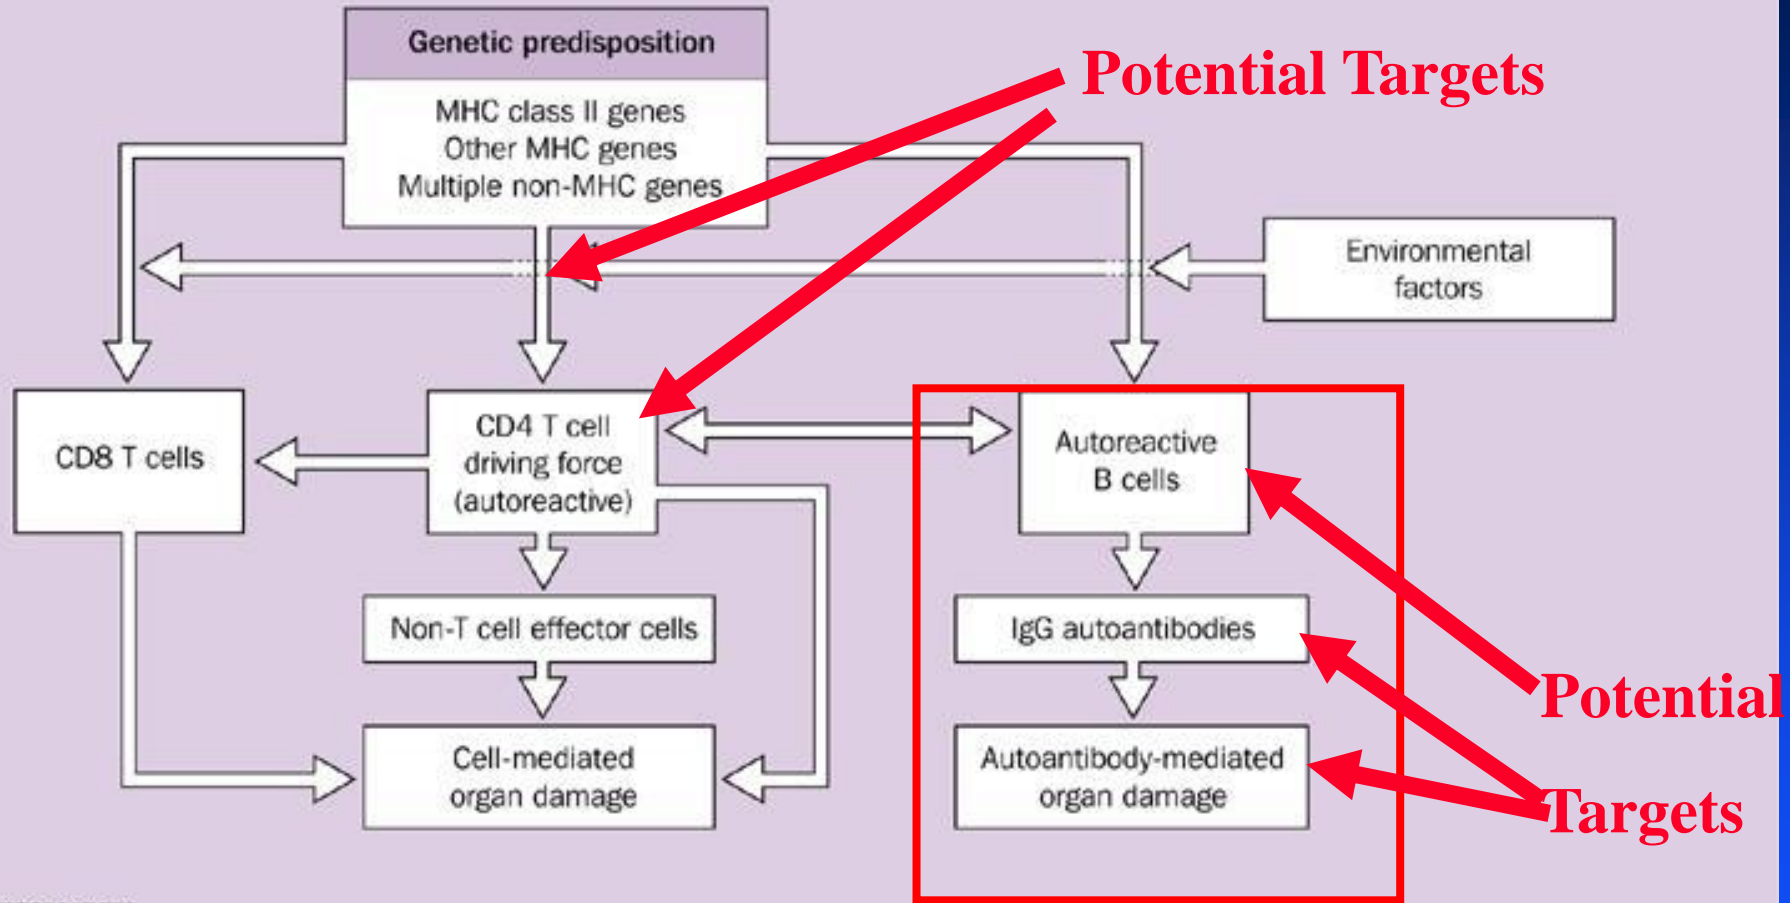 Genetic predisposition
MHC class II genes
Other MHC genes
Multiple non-MHC genes
Potential Targets
Environmental
factors
CD8 T cells
CD4 T cell
driving force
(autoreactive)
Autoreactive
B cells
Non-T cell effector cells
IgG autoantibodies
Cell-mediated
organ damage
Autoantibody-mediated
organ damage
Potential
Targets